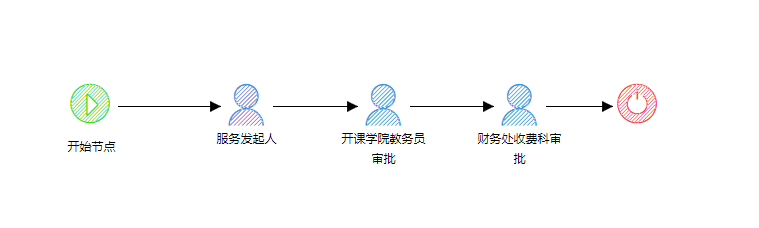 开始节点
服务发起人
开课学院教务员
审批
财务处收费科审
批